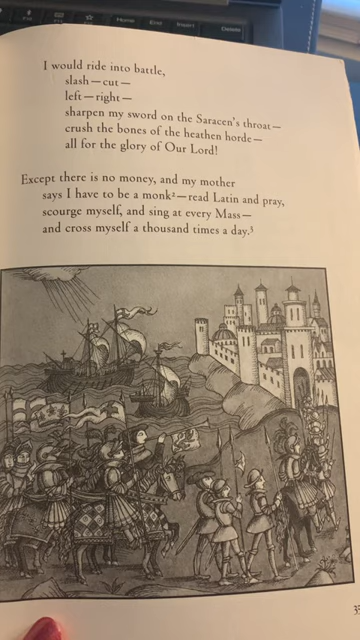 I would ride into battle,
slash—cut—
left—right—
sharpen my sword on the Saracen's throat—
crush the bones of the heathen horde—
all for the glory of Our Lord!
Except there is no money, and my mother
says I have to be a monk²—read Latin and pray,
scourge myself, and sing at every Mass—
and cross myself a thousand times a day.⁵